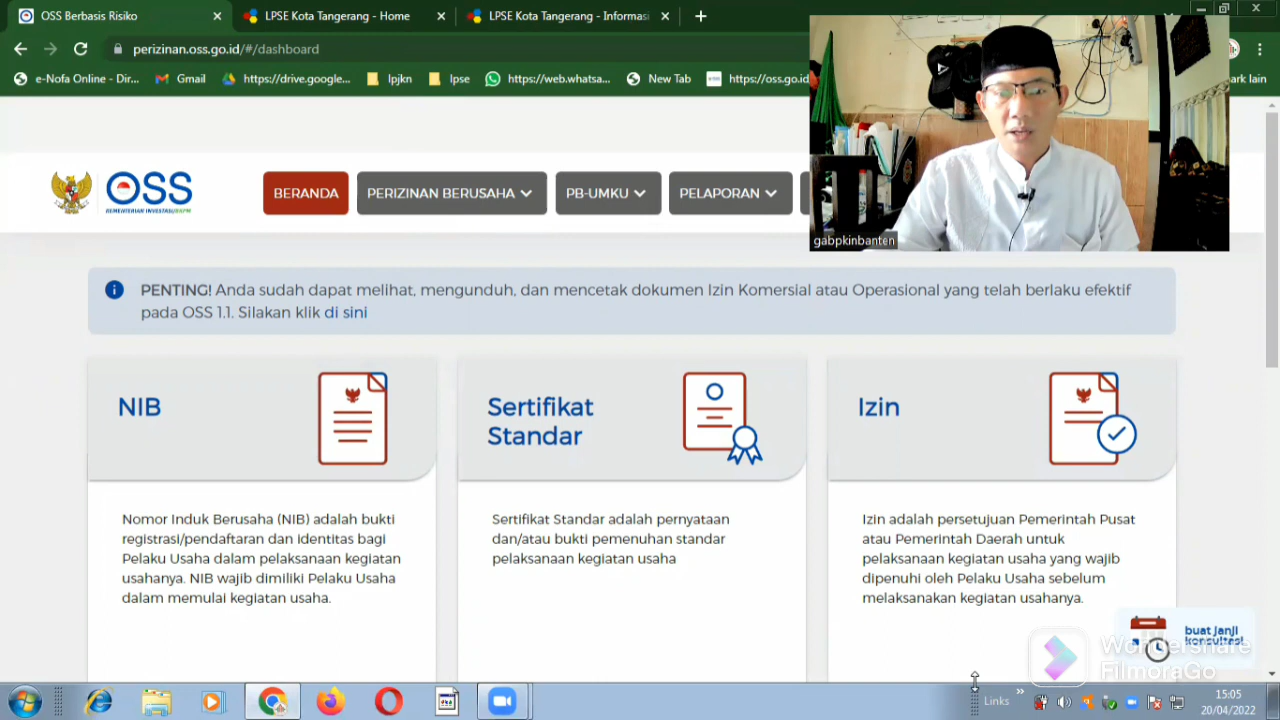 OSS Berbasis Risiko
LPSE Kota Tangerang - Home
LPSE Kota Tangerang - Informasi
perizinan.oss.go.id/#/dashboard
e-Nofa Online - Dir...
Gmail
https://drive.google...
lpjkn
lpse
https://web.whatsa...
New Tab
https://oss.go.id
ark lain
gabpkinbanten
OSS
KEMENTERIAN INVESTASI/BKPM
BERANDA
PERIZINAN BERUSAHA
PB-UMKU
PELAPORAN
PENTING! Anda sudah dapat melihat, mengunduh, dan mencetak dokumen Izin Komersial atau Operasional yang telah berlaku efektif
pada OSS 1.1. Silakan klik di sini
NIB
Nomor Induk Berusaha (NIB) adalah bukti
registrasi/pendaftaran dan identitas bagi
Pelaku Usaha dalam pelaksanaan kegiatan
usahanya. NIB wajib dimiliki Pelaku Usaha
dalam memulai kegiatan usaha.
Sertifikat
Standar
Sertifikat Standar adalah pernyataan
dan/atau bukti pemenuhan standar
pelaksanaan kegiatan usaha
Izin
Izin adalah persetujuan Pemerintah Pusat
atau Pemerintah Daerah untuk
pelaksanaan kegiatan usaha yang wajib
dipenuhi oleh Pelaku Usaha sebelum
melaksanakan kegiatan usahanya.
buat janji
konsultasi
Wondershare
FilmoraGo
Links
15:05
20/04/2022